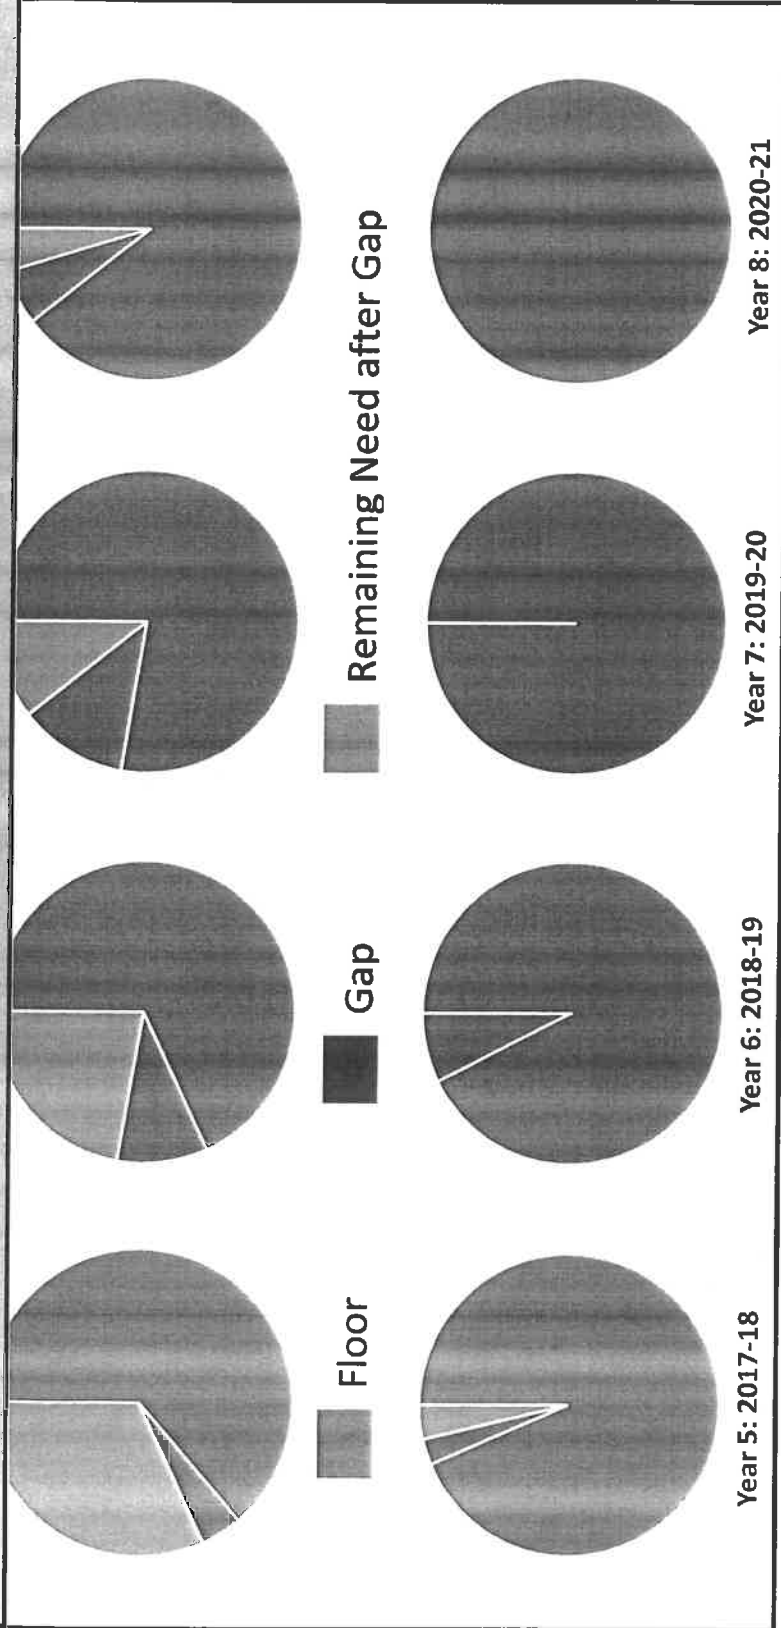 Floor
Gap
Remaining Need after Gap
Year 5: 2017-18
Year 6: 2018-19
Year 7: 2019-20
Year 8: 2020-21